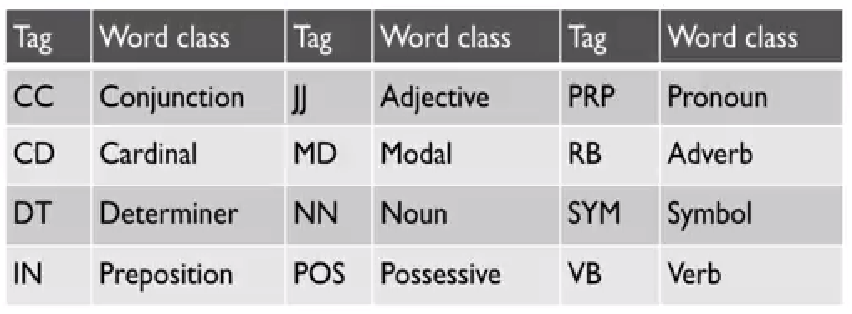 Tag Word class Tag Word class Tag Word class
CC Conjunction JJ Adjective PRP Pronoun
CD Cardinal MD Modal RB Adverb
DT Determiner NN Noun SYM Symbol
IN Preposition POS Possessive VB Verb